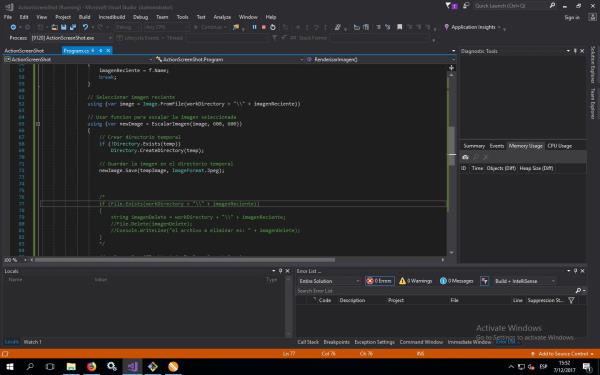 ActionScreenShot (Running) - Microsoft Visual Studio (Administrator)
Quick Launch (Ctrl+Q)
File Edit View Project Build Incredibuild Debug Team Tools Test Analyze Window Help
Sign in
Debug Any CPU Continue
Application Insights
Process: [9120] ActionScreenShot.exe Lifecycle Events Thread: Stack Frame:
ActionScreenShot
Program.cs
ActionScreenShot
ActionScreenShot.Program
RenderizarImagen()
imagenReciente = f.Name;
break;
}
// Seleccionar imagen reciente
using (var image = Image.FromFile(workDirectory + "\\" + imagenReciente))
// Usar funcion para escalar la imagen seleccionada
using (var newImage = EscalarImagen(image, 600, 600))
{
// Crear directorio temporal
if (!Directory.Exists(temp))
Directory.CreateDirectory(temp);
// Guardar la imagen en el directorio temporal
newImage.Save(tempImage, ImageFormat.Jpeg);
/*
if (File.Exists(workDirectory + "\\" + imagenReciente))
{
string imagenDelete = workDirectory + "\\" + imagenReciente;
//File.Delete(imagenDelete);
//Console.WriteLine("el archivo a eliminar es: " + imagenDelete);
}
*/
100 %
Diagnostic Tools
Summary Events Memory Usage CPU Usage
ID Time Objects (Diff) Heap Size (Diff)
Solution Explorer
Team Explorer
Locals
Name Value Type
Locals Watch 1
Error List ...
Entire Solution 0 Errors 0 Warnings 0 Messages Build + IntelliSense
Search Error List
Code Description Project File Line Suppression St...
Call Stack Breakpoints Exception Settings Command Window Immediate Window
Activate Windows
Go to Settings to activate Windows.
Ln 77 Col 76 Ch 76 INS Add to Source Control
ESP
15:52
7/12/2017